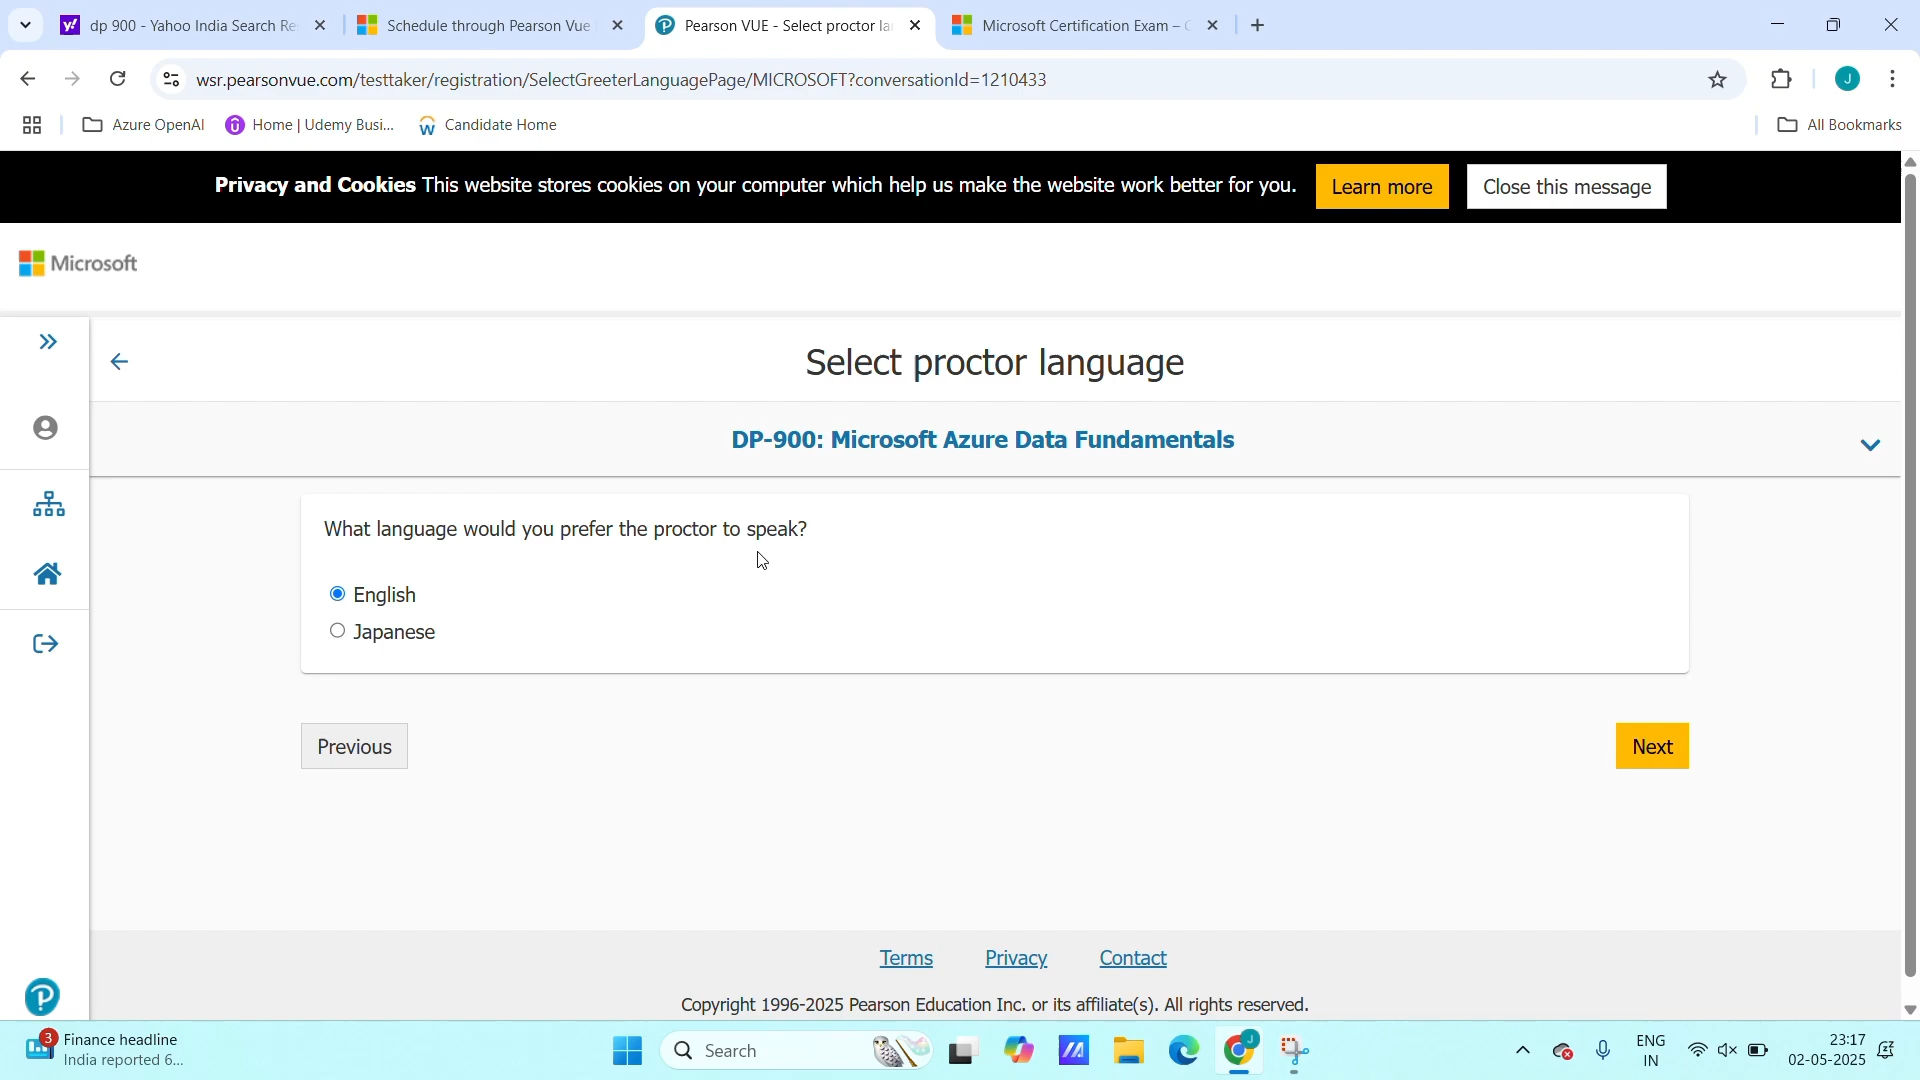 dp 900 - Yahoo India Search Re
Schedule through Pearson Vue
Pearson VUE - Select proctor la
Microsoft Certification Exam – C
wsr.pearsonvue.com/testtaker/registration/SelectGreeterLanguagePage/MICROSOFT?conversationId=1210433
J
Azure OpenAI
Home | Udemy Busi...
Candidate Home
All Bookmarks
Privacy and Cookies This website stores cookies on your computer which help us make the website work better for you.
Learn more
Close this message
Microsoft
Select proctor language
DP-900: Microsoft Azure Data Fundamentals
What language would you prefer the proctor to speak?
English
Japanese
Previous
Next
Terms
Privacy
Contact
Copyright 1996-2025 Pearson Education Inc. or its affiliate(s). All rights reserved.
3
Finance headline
India reported 6...
Search
J
ENG
IN
23:17
02-05-2025